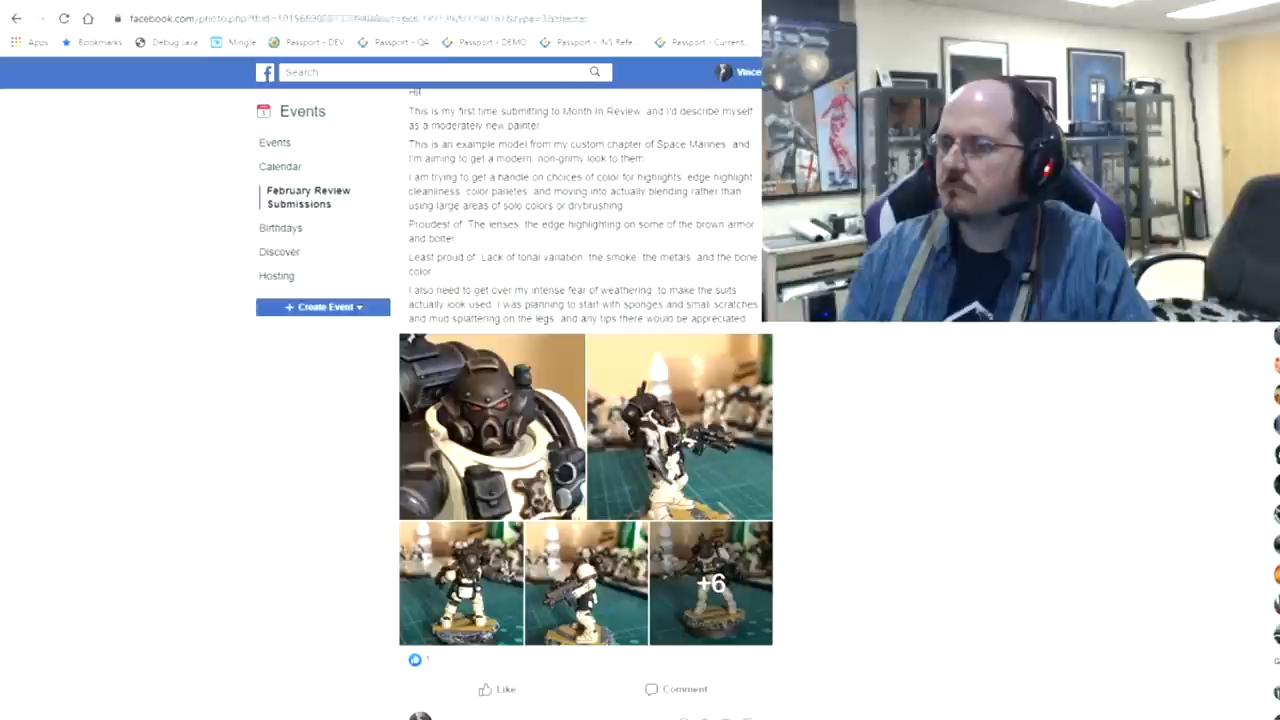 facebook.com/photo.php?
Apps Bookmarks Debug Java Mingle Passport - DEV Passport - QA Passport - DEMO Passport - INS Refe... Passport - Current...
Search
Vince
Hi!
Events
Events
Calendar
February Review
Submissions
Birthdays
Discover
Hosting
+ Create Event
This is my first time submitting to Month In Review and I'd describe myself
as a moderately new painter
This is an example model from my custom chapter of Space Marines and
I'm aiming to get a modern non-grimy look to them
I am trying to get a handle on choices of color for highlights edge highlight
cleanliness color palletes and moving into actually blending rather than
using large areas of solo colors or drybrushing
Proudest of The lenses the edge highlighting on some of the brown armor
and bolter
Least proud of Lack of tonal variation the smoke the metals and the bone
color
I also need to get over my intense fear of weathering to make the suits
actually look used I was planning to start with sponges and small scratches
and mud splattering on the legs and any tips there would be appreciated
+6
1
Like
Comment